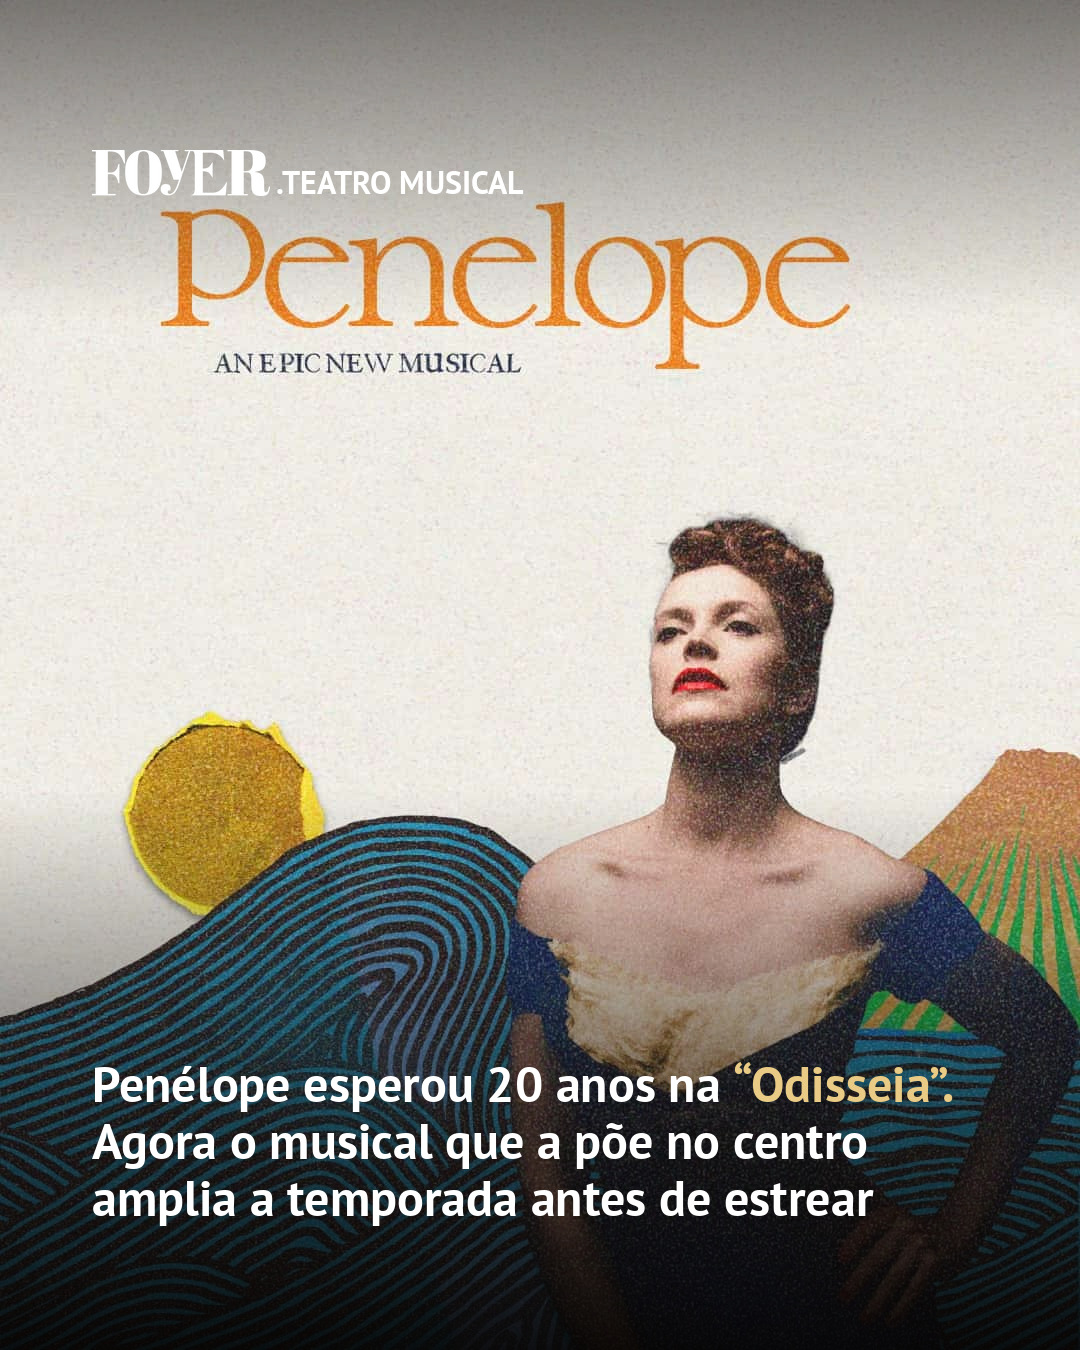 FOYER .TEATRO MUSICAL
Penelope
AN EPIC NEW MUSICAL
Penélope esperou 20 anos na “Odisseia”.
Agora o musical que a põe no centro
amplia a temporada antes de estrear